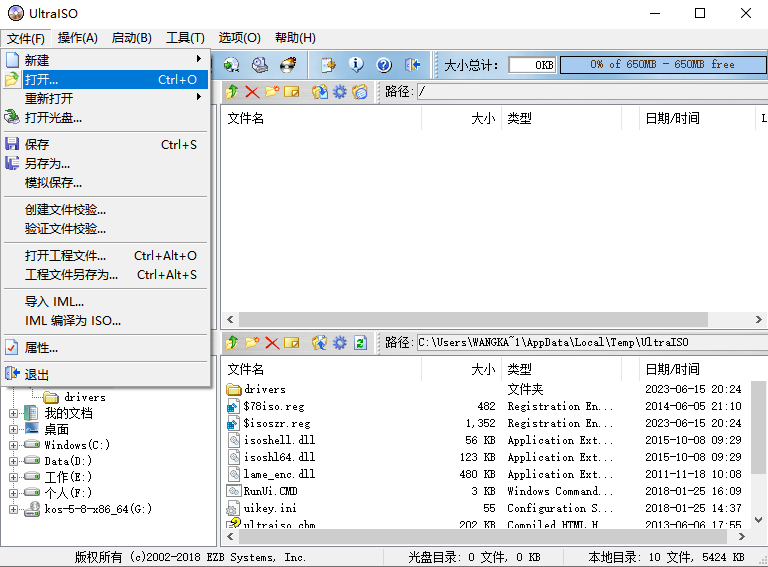 UltraISO
文件(F) 操作(A) 启动(B) 工具(T) 选项(O) 帮助(H)
新建
打开... Ctrl+O
重新打开
打开光盘...
保存 Ctrl+S
另存为...
模拟保存...
创建文件校验...
验证文件校验...
打开工程文件... Ctrl+Alt+O
工程文件另存为... Ctrl+Alt+S
导入 IML...
IML 编译为 ISO...
属性...
退出
大小总计: 0KB 0% of 650MB - 650MB free
路径: /
文件名 大小 类型 日期/时间 L
drivers
我的文档
桌面
Windows(C:)
Data(D:)
工作(E:)
个人(F:)
kos-5-8-x86_64(G:)
路径: C:\Users\WANGKA~1\AppData\Local\Temp\UltraISO
文件名 大小 类型 日期/时间
drivers 文件夹 2023-06-15 20:24
$78iso.reg 482 Registration En... 2014-06-05 21:10
$isoszr.reg 1,352 Registration En... 2023-06-15 20:24
isoshell.dll 56 KB Application Ext... 2015-10-08 09:29
isoshl64.dll 123 KB Application Ext... 2015-10-08 09:29
lame_enc.dll 480 KB Application Ext... 2011-11-18 10:08
RunUi.CMD 3 KB Windows Command... 2018-01-25 16:09
uikey.ini 55 Configuration S... 2018-01-25 14:37
ultraiso.chm 202 KB Compiled HTML H... 2013-06-06 17:55
版权所有 (c)2002-2018 EZB Systems, Inc. 光盘目录: 0 文件, 0 KB 本地目录: 10 文件, 5424 KB